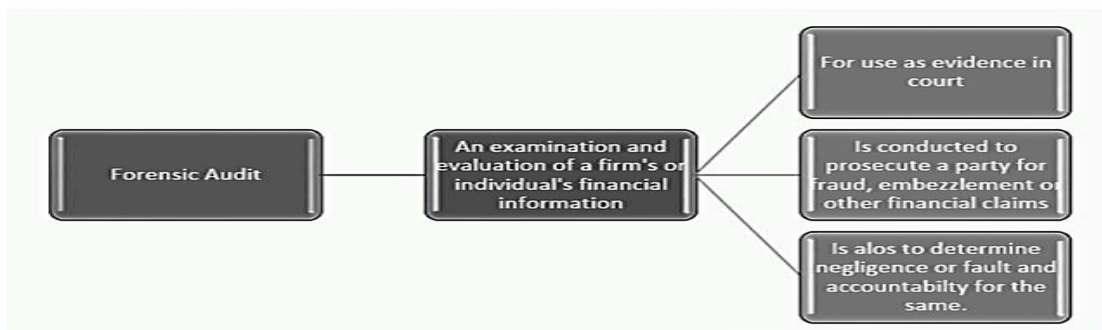 Forensic Audit
An examination and
evaluation of a firm's or
individual's financial
information
For use as evidence in
court
Is conducted to
prosecute a party for
fraud, embezzlement or
other financial claims
Is alos to determine
negligence or fault and
accountabilty for the
same.